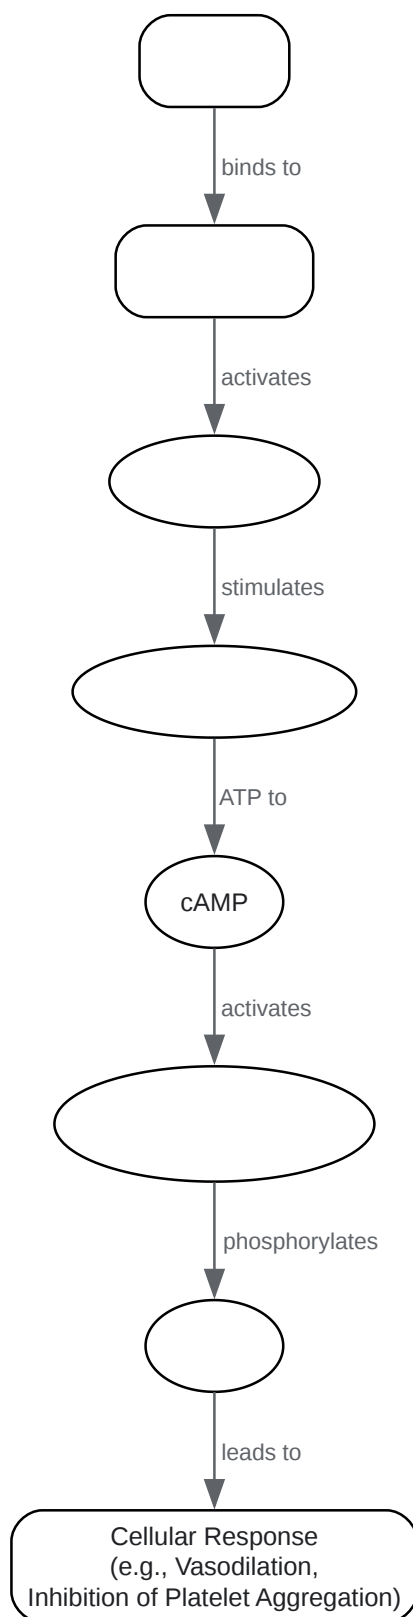 binds to
activates
stimulates
ATP to
cAMP
activates
phosphorylates
leads to
Cellular Response
(e.g., Vasodilation,
Inhibition of Platelet Aggregation)